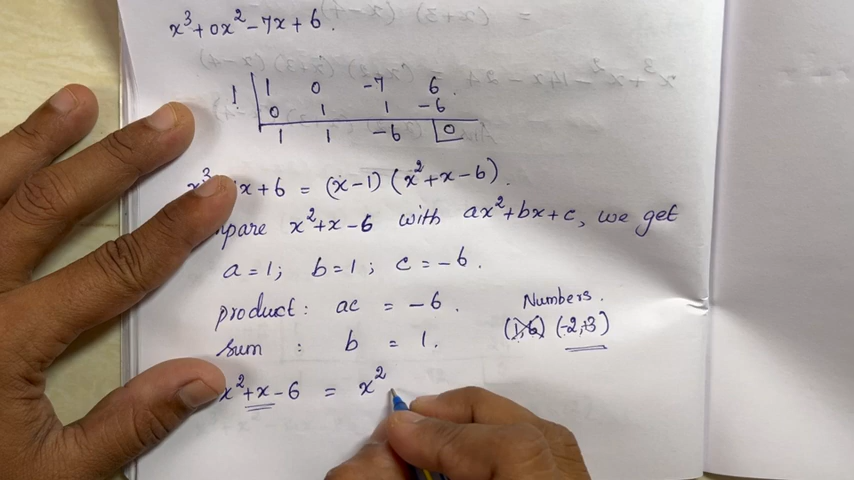 x³ + 0x² - 7x + 6.
1 | 1 0 -7 6.
0 1 1 -6
1 1 -6 | 0
x³ x + 6 = (x-1) (x² + x - 6).
pare x² + x - 6 with ax² + bx + c, we get
a = 1; b = 1; c = -6.
product: ac = -6.
Numbers.
(1,6) (-2,3)
sum : b = 1.
x² + x - 6 = x²